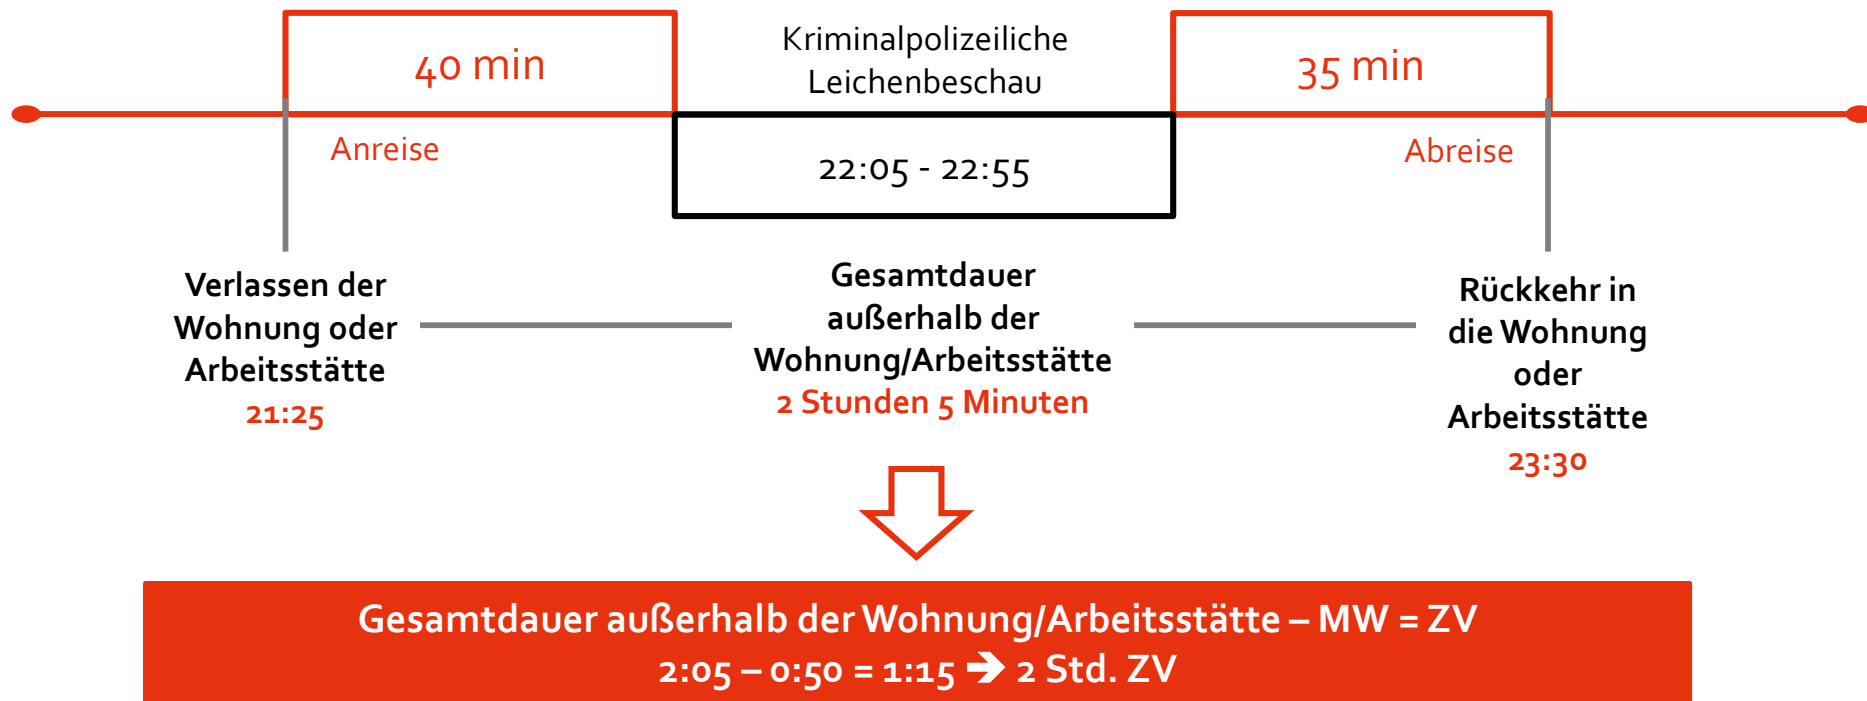 40 min
Kriminalpolizeiliche
Leichenbeschau
35 min
Anreise
22:05 - 22:55
Abreise
Verlassen der
Wohnung oder
Arbeitsstätte
21:25
Gesamtdauer
außerhalb der
Wohnung/Arbeitsstätte
2 Stunden 5 Minuten
Rückkehr in
die Wohnung
oder
Arbeitsstätte
23:30
Gesamtdauer außerhalb der Wohnung/Arbeitsstätte – MW = ZV
2:05 – 0:50 = 1:15 ➔ 2 Std. ZV